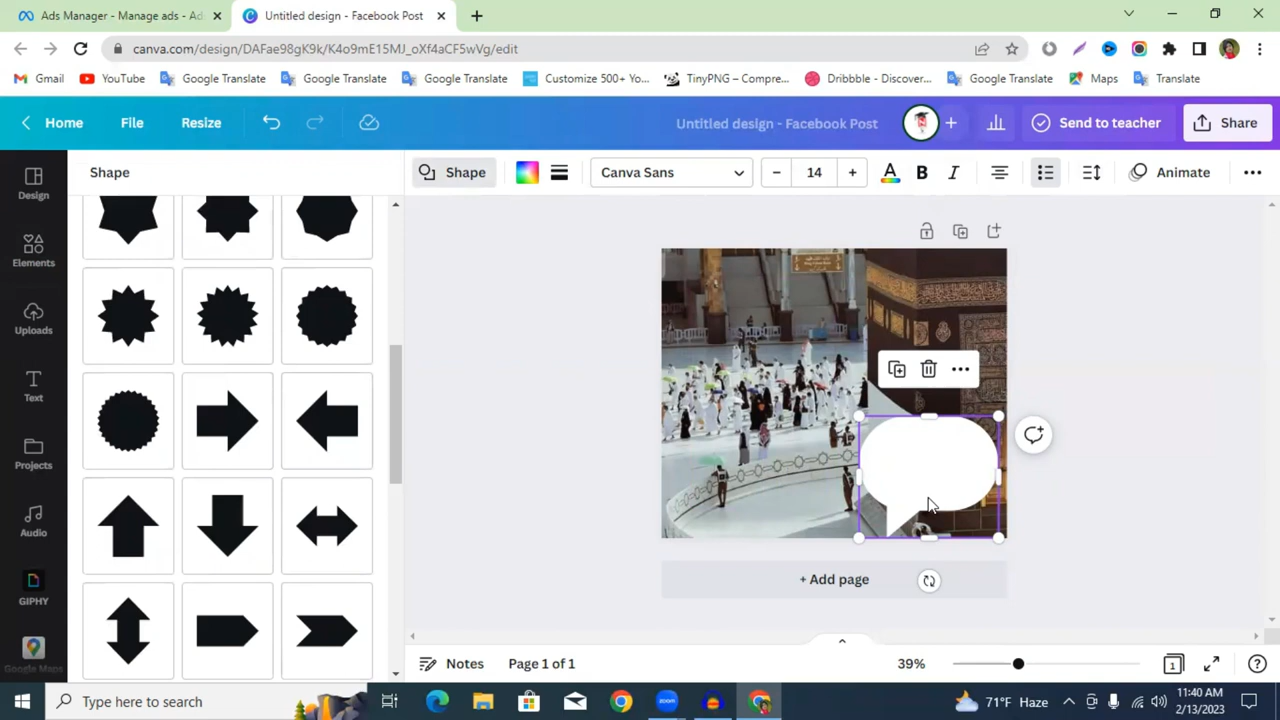 Ads Manager - Manage ads - Ad
Untitled design - Facebook Post
canva.com/design/DAFae98gK9k/K4o9mE15MJ_oXf4aCF5wVg/edit
Gmail
YouTube
Google Translate
Google Translate
Google Translate
Customize 500+ Yo...
TinyPNG – Compre...
Dribbble - Discover...
Google Translate
Maps
Translate
Home
File
Resize
Untitled design - Facebook Post
Send to teacher
Share
Shape
Shape
Canva Sans
14
A
B
I
Animate
Design
Elements
Uploads
Text
Projects
Audio
GIPHY
Google Maps
+ Add page
Notes
Page 1 of 1
39%
1
Type here to search
zoom
71°F Haze
11:40 AM
2/13/2023